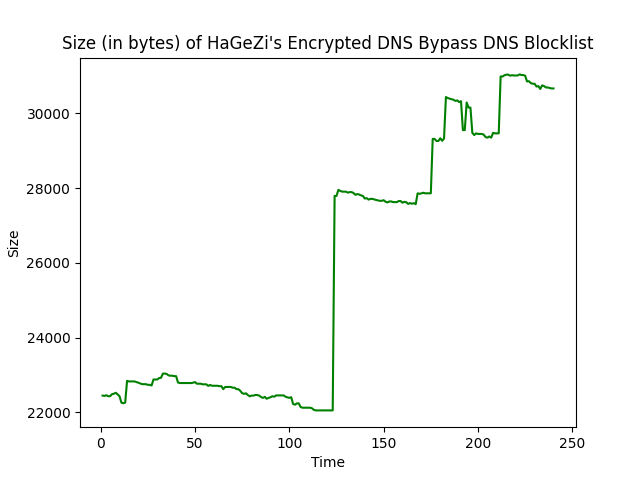 Size (in bytes) of HaGeZi's Encrypted DNS Bypass DNS Blocklist
30000
28000
26000
24000
22000
Size
0 50 100 150 200 250
Time